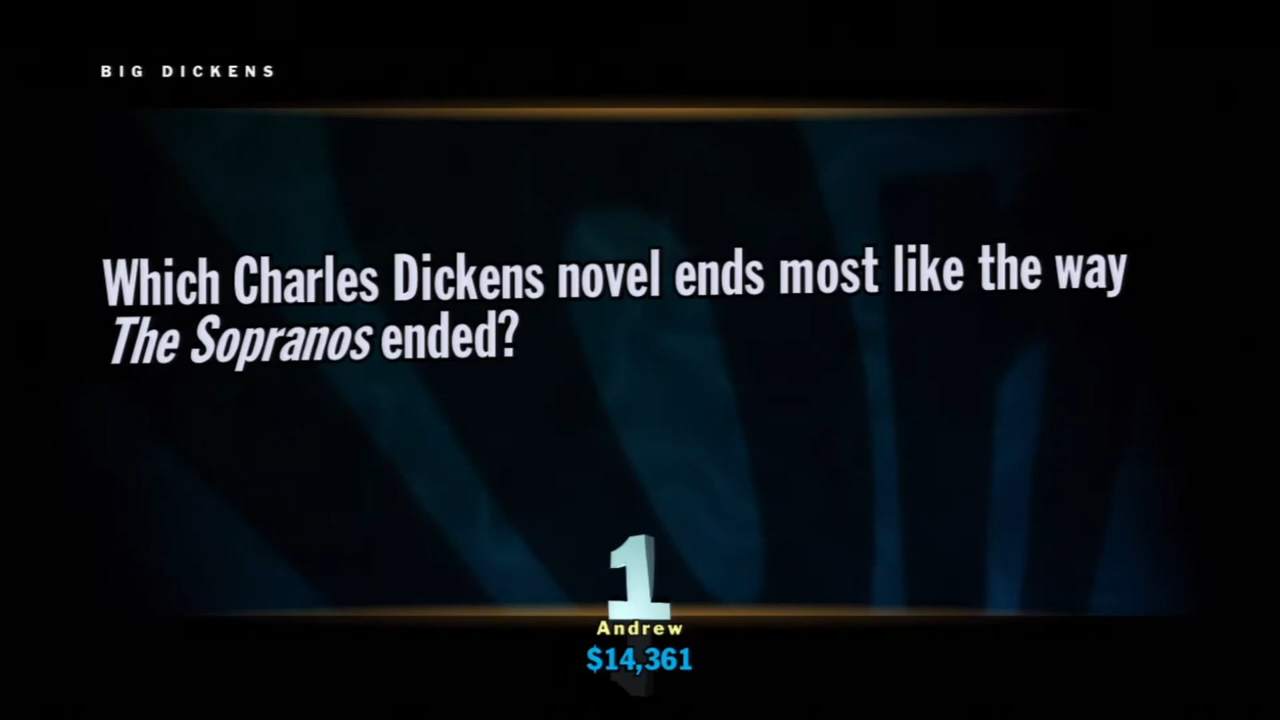 BIG DICKENS
Which Charles Dickens novel ends most like the way
The Sopranos ended?
1
Andrew
$14,361